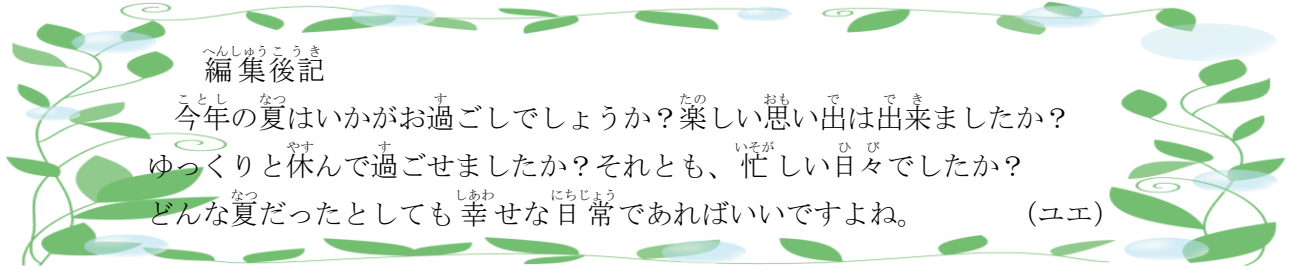 編集後記
今年の夏はいかがお過ごしでしょうか？楽しい思い出は出来ましたか？
ゆっくりと休んで過ごせましたか？それとも、忙しい日々でしたか？
どんな夏だったとしても幸せな日常であればいいですよね。　（ユエ）